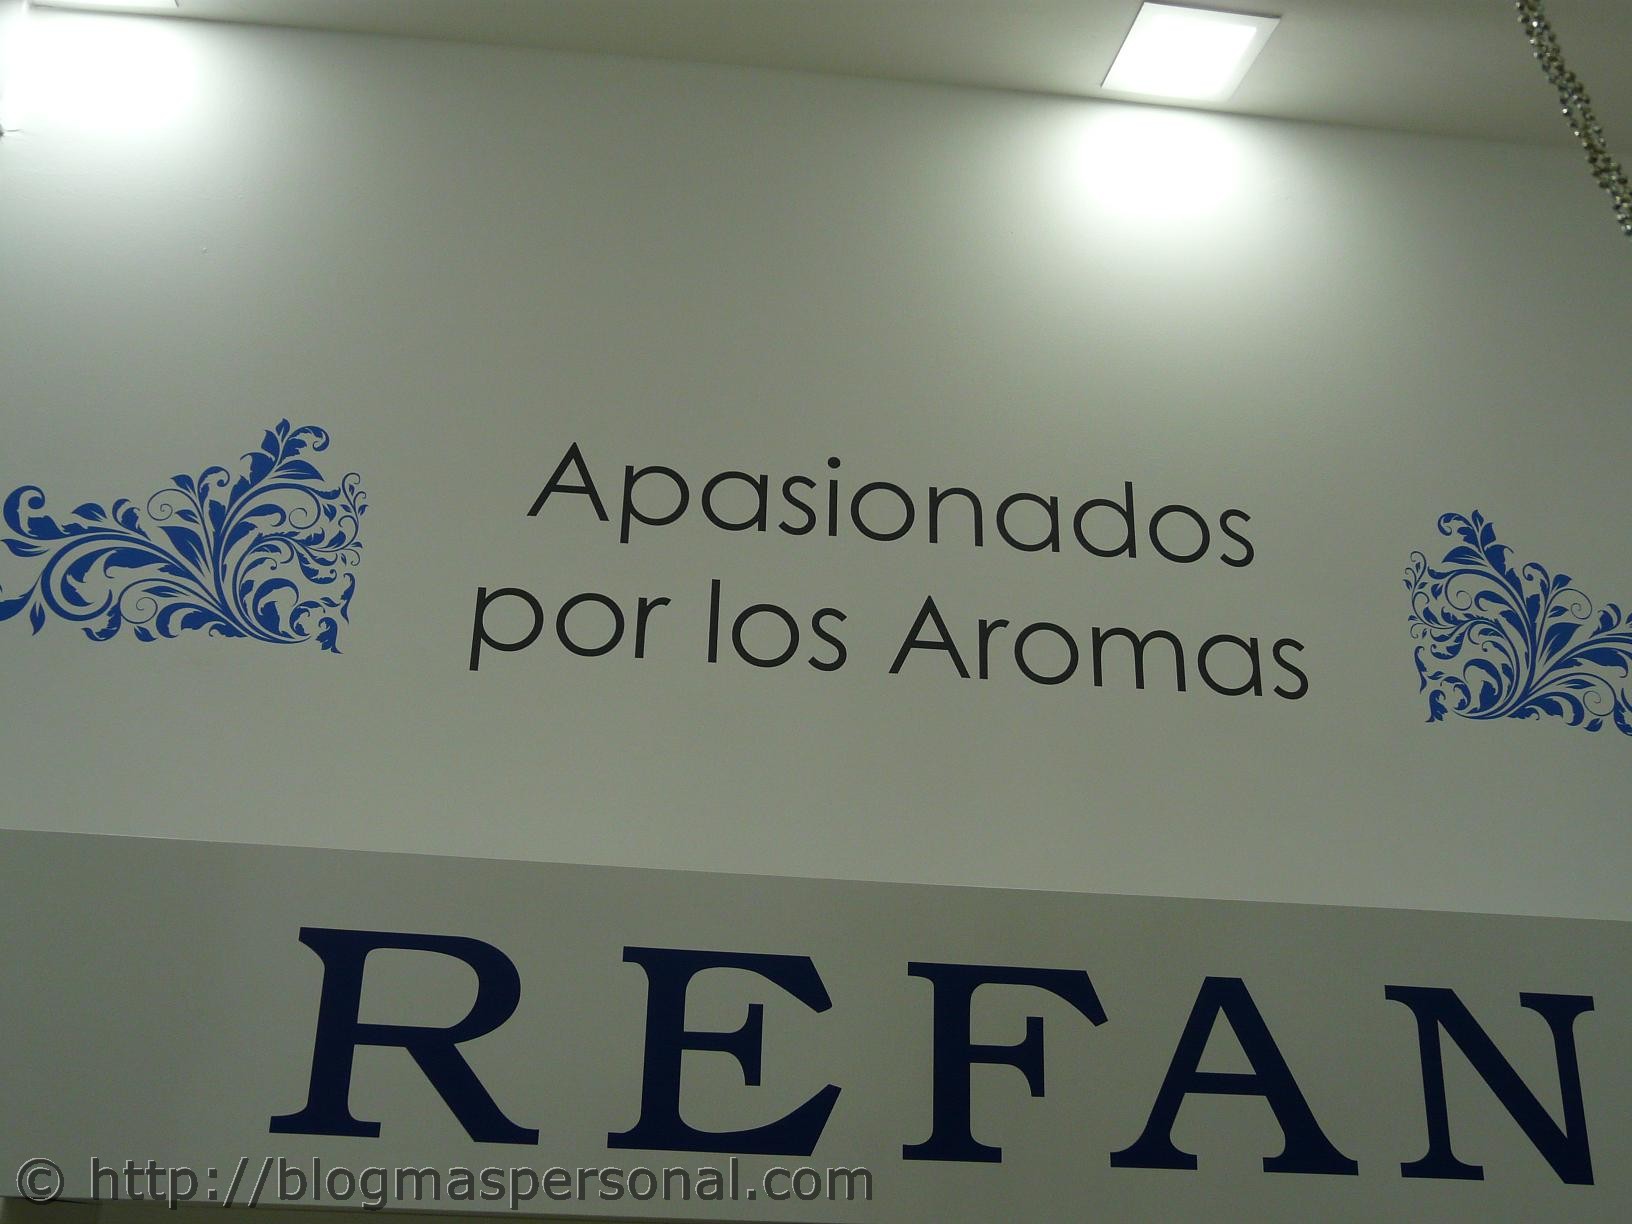 Apasionados
por los Aromas
REFAN
© http://blogmaspersonal.com